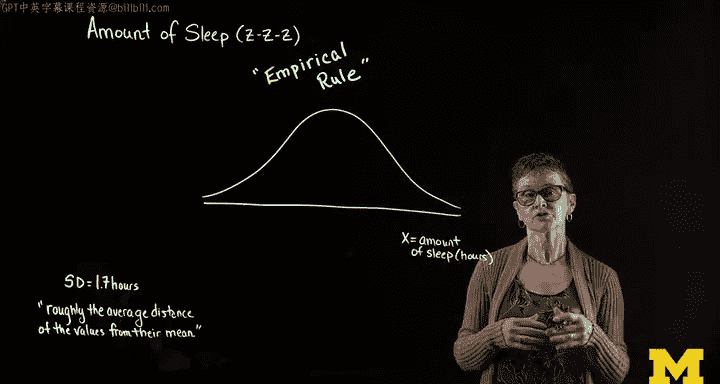 GPT中英字幕课程资源@bilibili.com
Amount of Sleep (z-z-z)
"Empirical
Rule"
X = amount
of sleep (hours)
SD = 1.7 hours
"roughly the average distance
of the values from their mean"
M